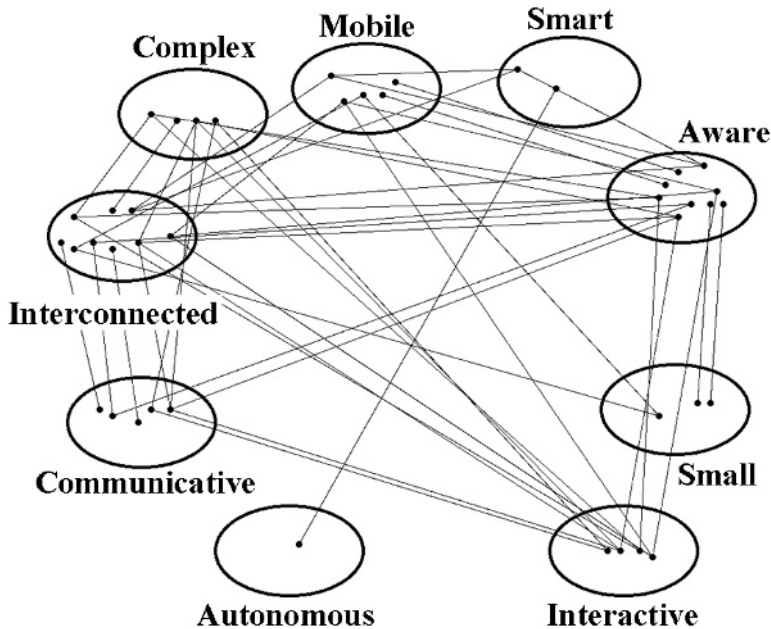 Smart
Mobile
Complex
Aware
Interconnected
Small
Communicative
Autonomous
Interactive